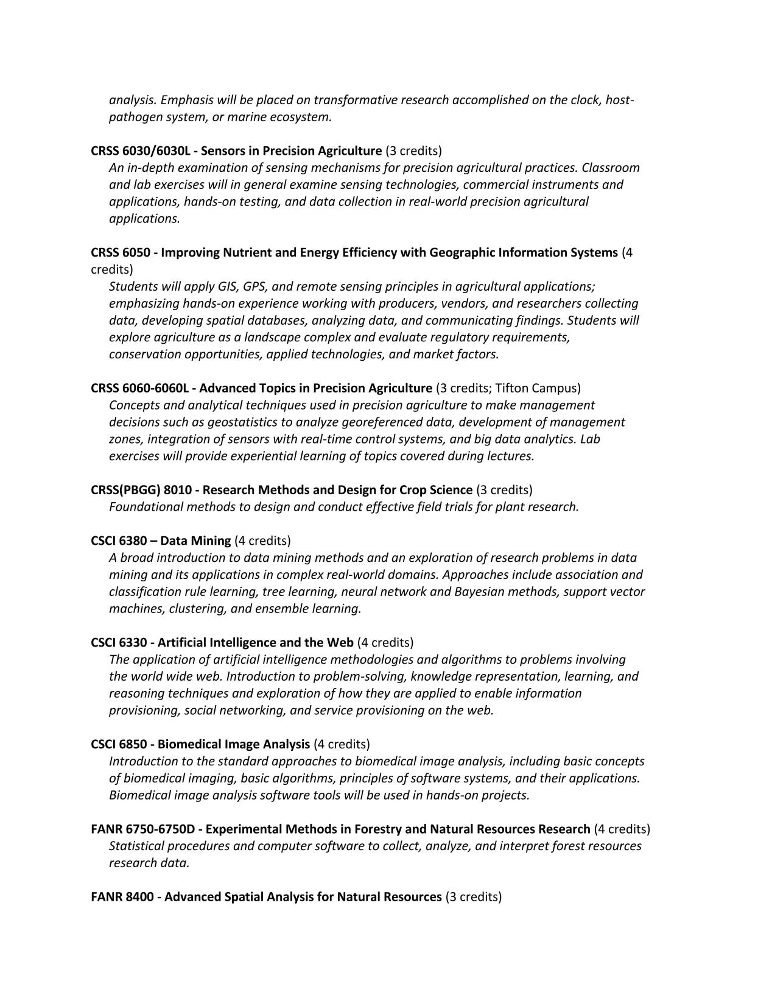 analysis. Emphasis will be placed on transformative research accomplished on the clock, host-
pathogen system, or marine ecosystem.
CRSS 6030/6030L - Sensors in Precision Agriculture (3 credits)
An in-depth examination of sensing mechanisms for precision agricultural practices. Classroom
and lab exercises will in general examine sensing technologies, commercial instruments and
applications, hands-on testing, and data collection in real-world precision agricultural
applications.
CRSS 6050 - Improving Nutrient and Energy Efficiency with Geographic Information Systems (4
credits)
Students will apply GIS, GPS, and remote sensing principles in agricultural applications;
emphasizing hands-on experience working with producers, vendors, and researchers collecting
data, developing spatial databases, analyzing data, and communicating findings. Students will
explore agriculture as a landscape complex and evaluate regulatory requirements,
conservation opportunities, applied technologies, and market factors.
CRSS 6060-6060L - Advanced Topics in Precision Agriculture (3 credits; Tifton Campus)
Concepts and analytical techniques used in precision agriculture to make management
decisions such as geostatistics to analyze georeferenced data, development of management
zones, integration of sensors with real-time control systems, and big data analytics. Lab
exercises will provide experiential learning of topics covered during lectures.
CRSS(PBGG) 8010 - Research Methods and Design for Crop Science (3 credits)
Foundational methods to design and conduct effective field trials for plant research.
CSCI 6380 – Data Mining (4 credits)
A broad introduction to data mining methods and an exploration of research problems in data
mining and its applications in complex real-world domains. Approaches include association and
classification rule learning, tree learning, neural network and Bayesian methods, support vector
machines, clustering, and ensemble learning.
CSCI 6330 - Artificial Intelligence and the Web (4 credits)
The application of artificial intelligence methodologies and algorithms to problems involving
the world wide web. Introduction to problem-solving, knowledge representation, learning, and
reasoning techniques and exploration of how they are applied to enable information
provisioning, social networking, and service provisioning on the web.
CSCI 6850 - Biomedical Image Analysis (4 credits)
Introduction to the standard approaches to biomedical image analysis, including basic concepts
of biomedical imaging, basic algorithms, principles of software systems, and their applications.
Biomedical image analysis software tools will be used in hands-on projects.
FANR 6750-6750D - Experimental Methods in Forestry and Natural Resources Research (4 credits)
Statistical procedures and computer software to collect, analyze, and interpret forest resources
research data.
FANR 8400 - Advanced Spatial Analysis for Natural Resources (3 credits)